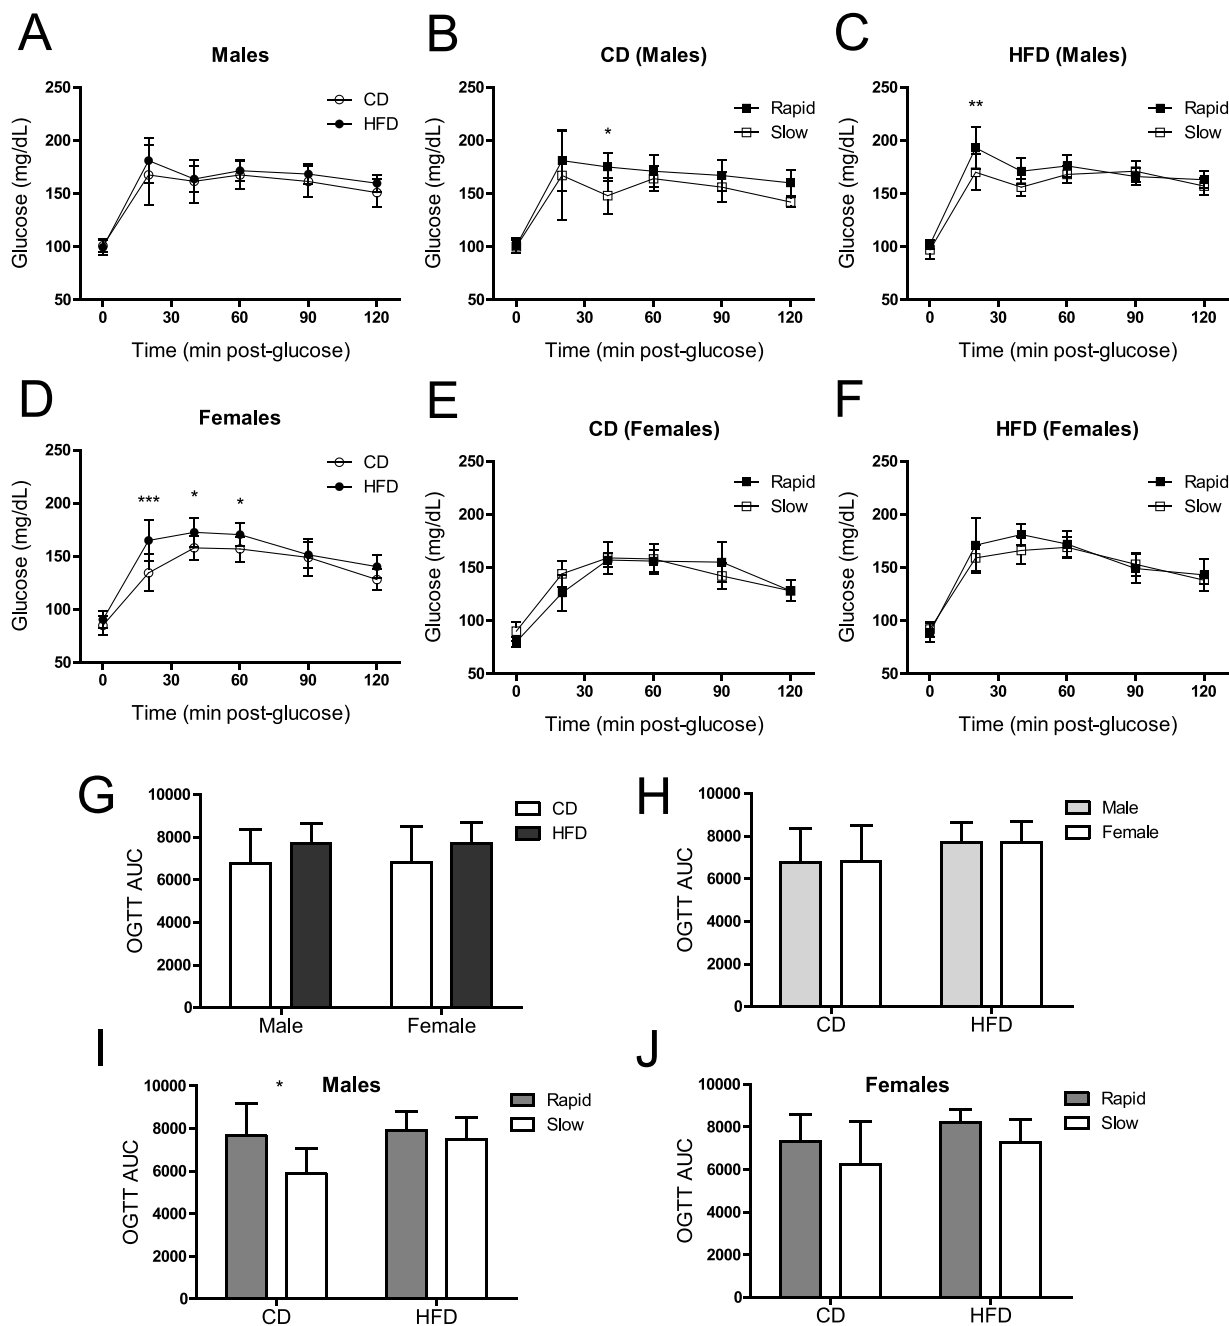 A
Males
250
200
150
100
50
Glucose (mg/dL)
CD
HFD
0
30
60
90
120
Time (min post-glucose)
B
CD (Males)
250
200
150
100
50
Glucose (mg/dL)
Rapid
Slow
*
0
30
60
90
120
Time (min post-glucose)
C
HFD (Males)
250
200
150
100
50
Glucose (mg/dL)
Rapid
Slow
**
0
30
60
90
120
Time (min post-glucose)
D
Females
250
200
150
100
50
Glucose (mg/dL)
CD
HFD
***
*
*
0
30
60
90
120
Time (min post-glucose)
E
CD (Females)
250
200
150
100
50
Glucose (mg/dL)
Rapid
Slow
0
30
60
90
120
Time (min post-glucose)
F
HFD (Females)
250
200
150
100
50
Glucose (mg/dL)
Rapid
Slow
0
30
60
90
120
Time (min post-glucose)
G
10000
8000
6000
4000
2000
0
OGTT AUC
CD
HFD
Male
Female
H
10000
8000
6000
4000
2000
0
OGTT AUC
Male
Female
CD
HFD
I
Males
10000
8000
6000
4000
2000
0
OGTT AUC
*
Rapid
Slow
CD
HFD
J
Females
10000
8000
6000
4000
2000
0
OGTT AUC
Rapid
Slow
CD
HFD